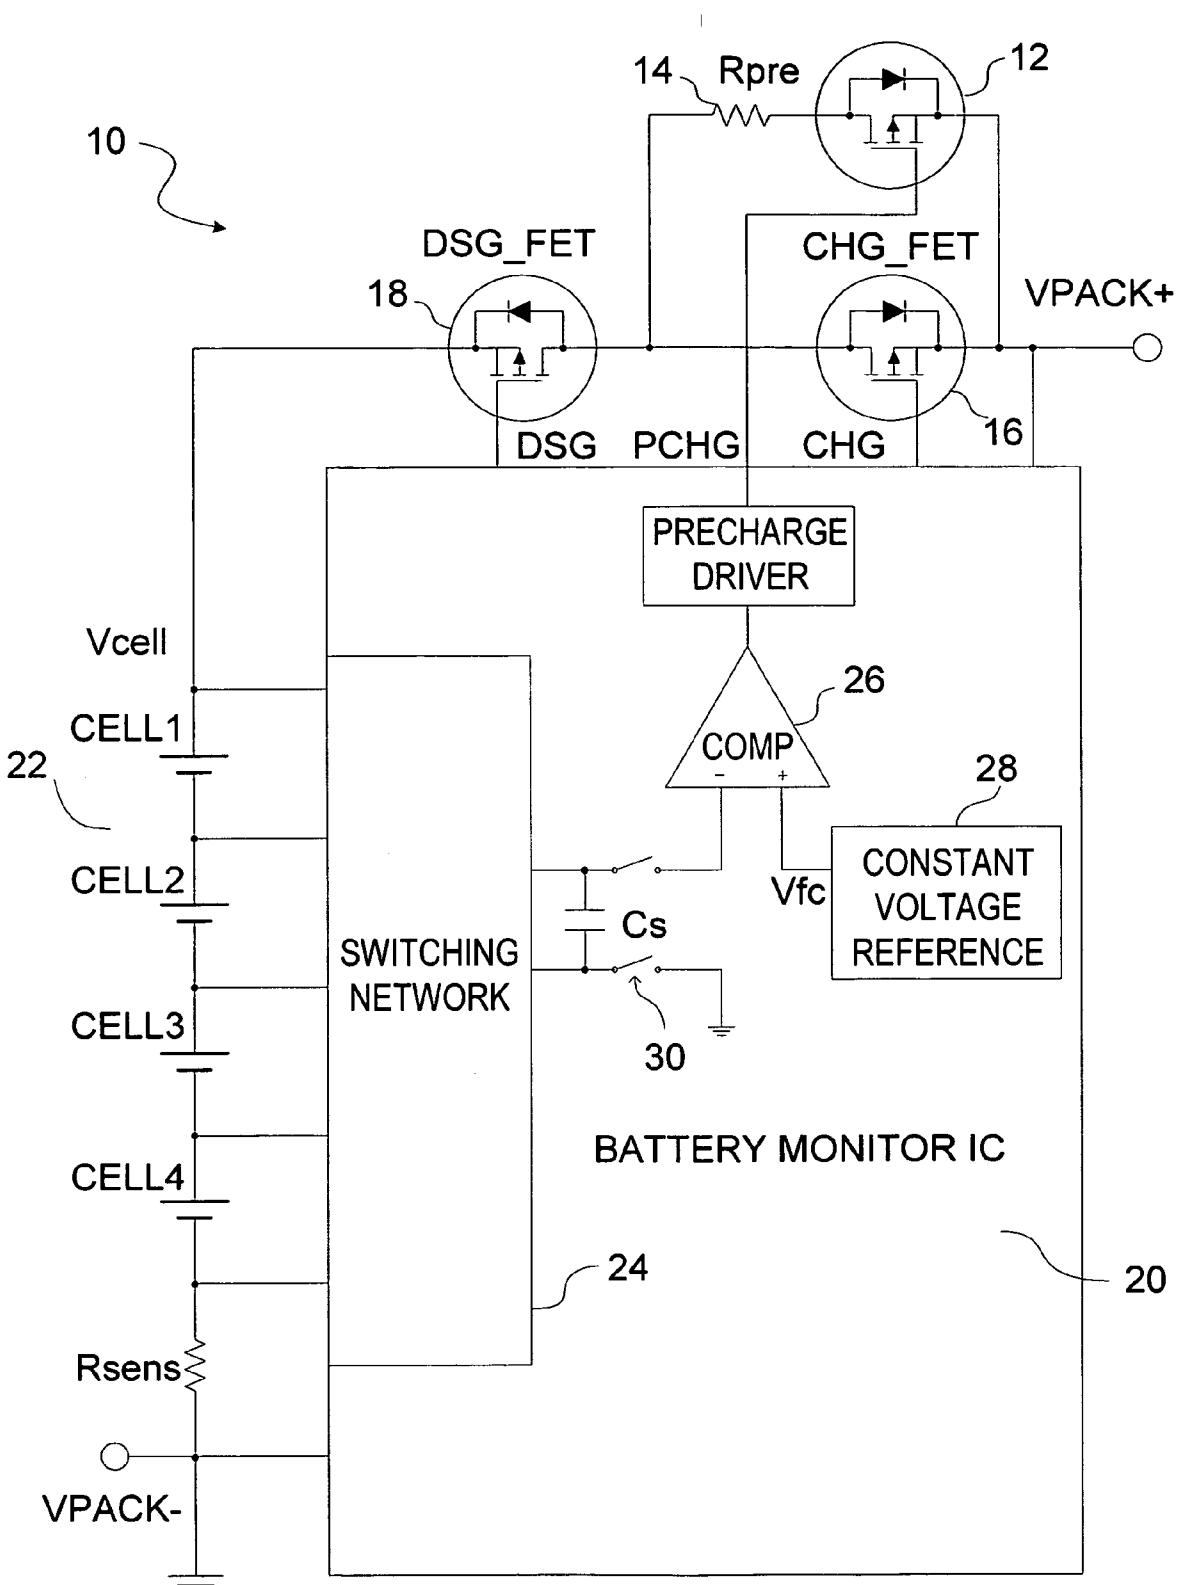 14
Rpre
12
10
DSG_FET
CHG_FET
18
VPACK+
16
DSG
PCHG
CHG
PRECHARGE
DRIVER
Vcell
26
CELL1
COMP
- +
22
28
CELL2
CONSTANT
VOLTAGE
REFERENCE
Vfc
Cs
SWITCHING
NETWORK
CELL3
30
BATTERY MONITOR IC
CELL4
24
20
Rsens
VPACK-